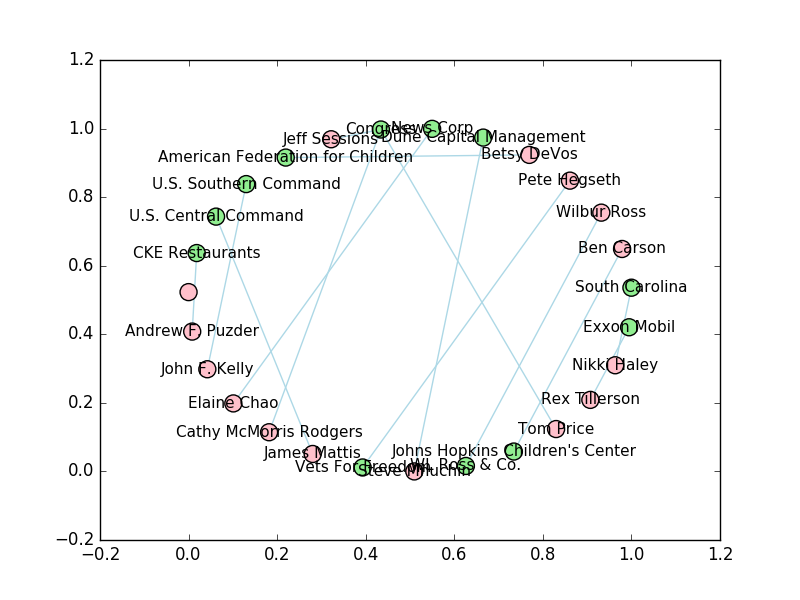 1.2
Congress
News Corp
1.0
Jeff Sessions
Dune Capital Management
American Federation for Children
Betsy DeVos
U.S. Southern Command
Pete Hegseth
0.8
U.S. Central Command
Wilbur Ross
CKE Restaurants
Ben Carson
0.6
South Carolina
Andrew F. Puzder
Exxon Mobil
0.4
John F. Kelly
Nikki Haley
Elaine Chao
Rex Tillerson
0.2
Cathy McMorris Rodgers
Tom Price
James Mattis
Johns Hopkins Children's Center
Vets For Freedom
WL Ross & Co.
Steve Mnuchin
0.0
−0.2
−0.2 0.0 0.2 0.4 0.6 0.8 1.0 1.2